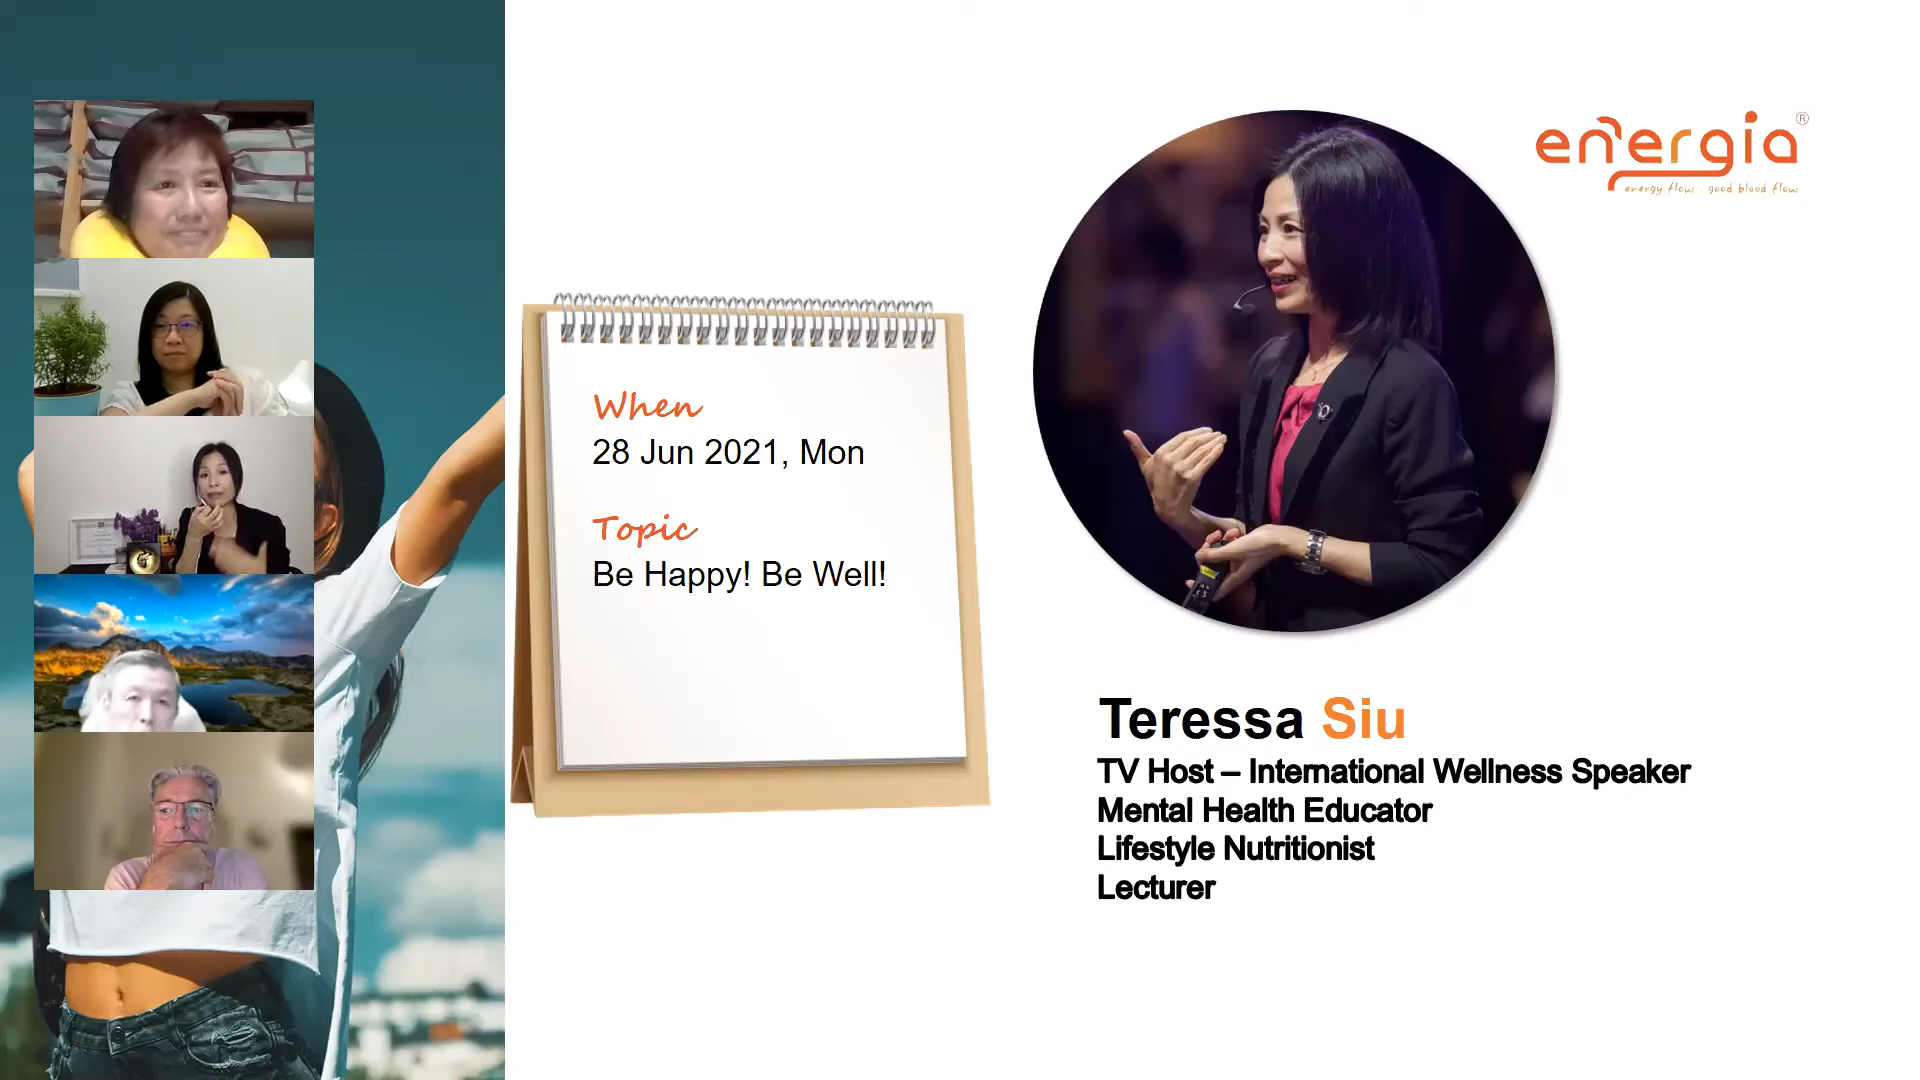 When
28 Jun 2021, Mon
Topic
Be Happy! Be Well!
energia®
energy flow . good blood flow
Teressa Siu
TV Host – International Wellness Speaker
Mental Health Educator
Lifestyle Nutritionist
Lecturer